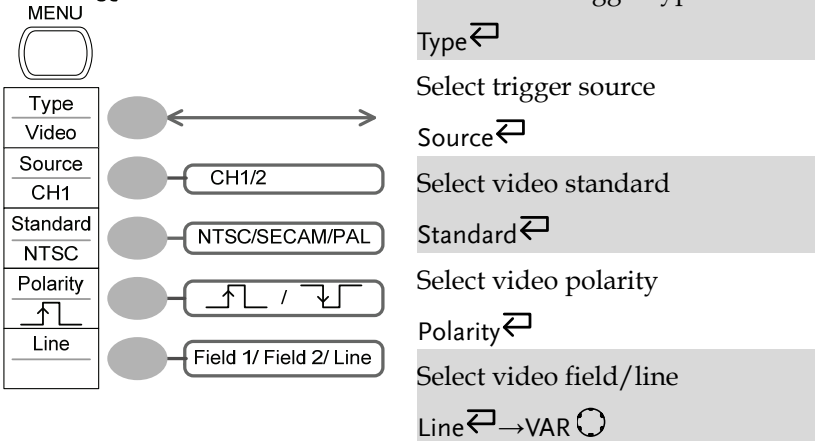 MENU
Type
Video
Source
CH1
CH1/2
Standard
NTSC
NTSC/SECAM/PAL
Polarity
/
Line
Field 1/ Field 2/ Line
Type
Select trigger source
Source
Select video standard
Standard
Select video polarity
Polarity
Select video field/line
Line →VAR